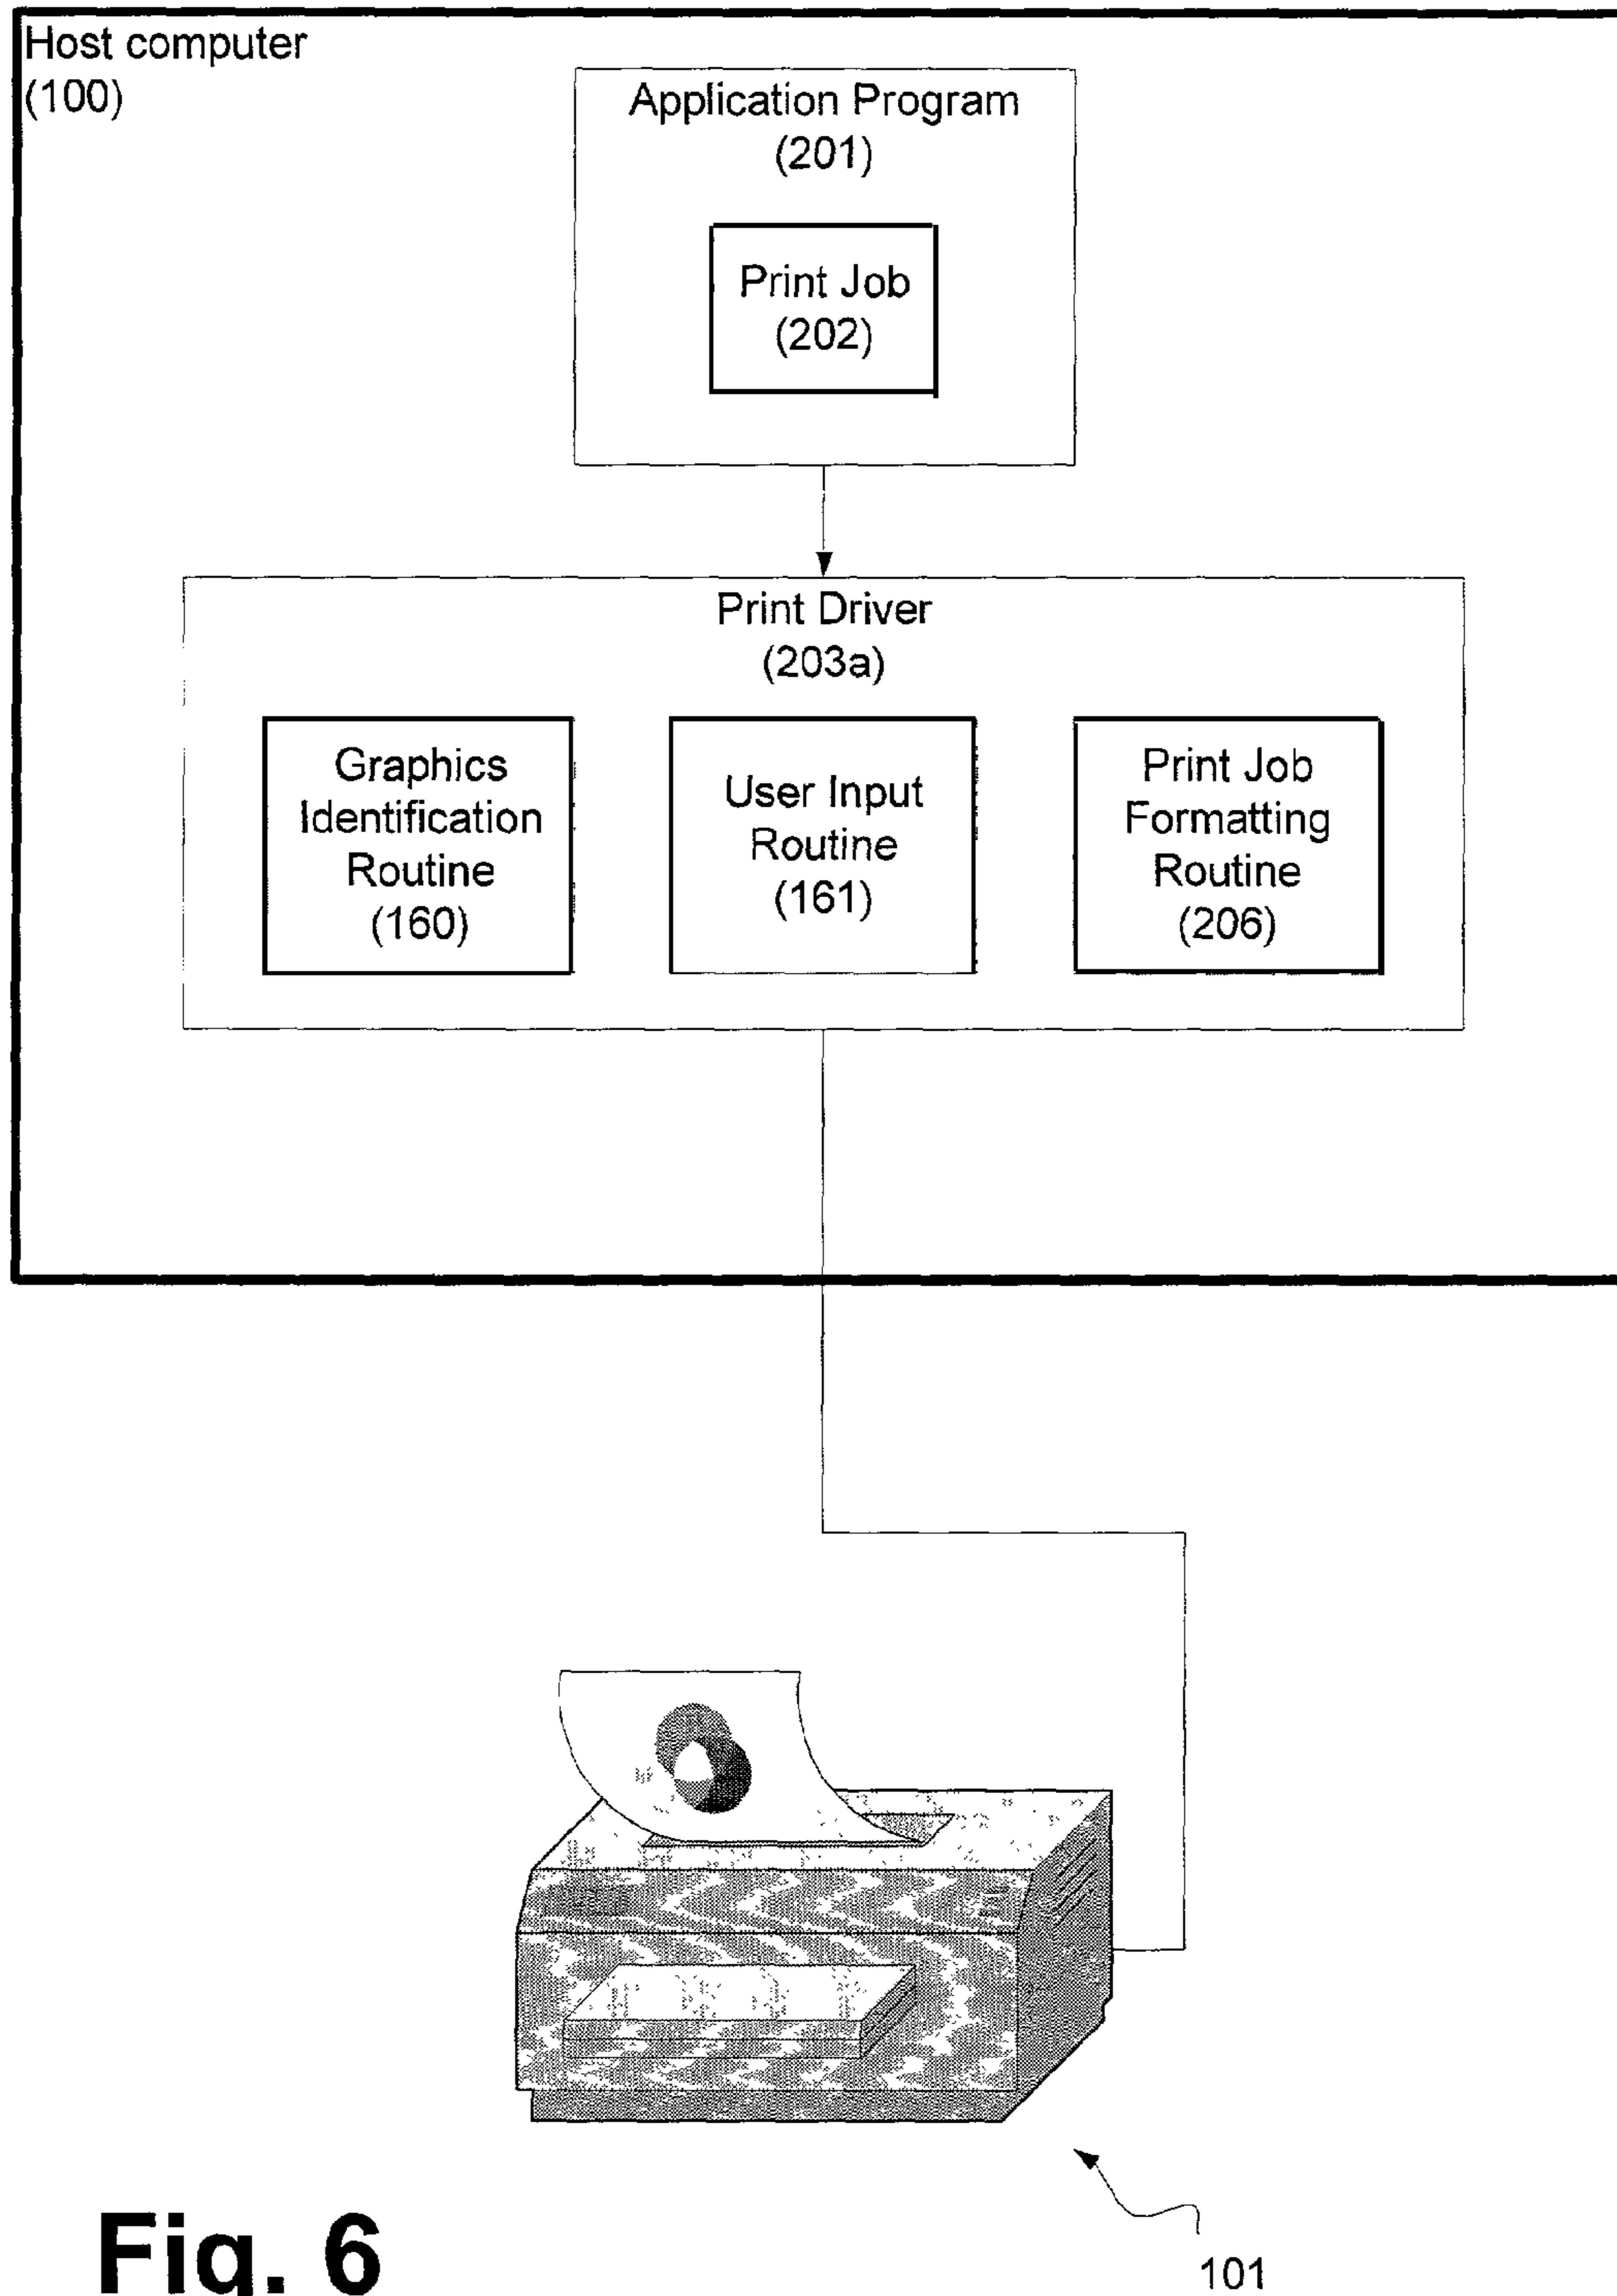 Host computer
(100)
Application Program
(201)
Print Job
(202)
Print Driver
(203a)
Graphics
Identification
Routine
(160)
User Input
Routine
(161)
Print Job
Formatting
Routine
(206)
Fig. 6
101